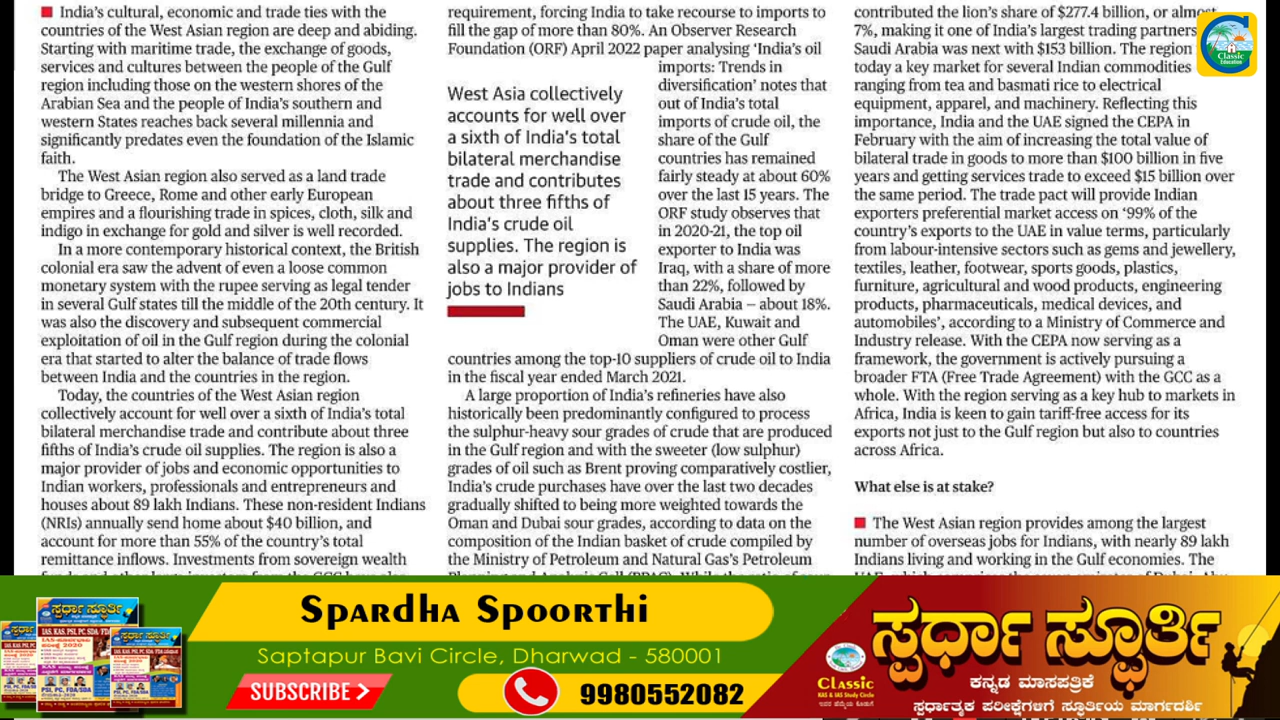 India's cultural, economic and trade ties with the
countries of the West Asian region are deep and abiding.
Starting with maritime trade, the exchange of goods,
services and cultures between the people of the Gulf
region including those on the western shores of the
Arabian Sea and the people of India's southern and
western States reaches back several millennia and
significantly predates even the foundation of the Islamic
faith.
The West Asian region also served as a land trade
bridge to Greece, Rome and other early European
empires and a flourishing trade in spices, cloth, silk and
indigo in exchange for gold and silver is well recorded.
In a more contemporary historical context, the British
colonial era saw the advent of even a loose common
monetary system with the rupee serving as legal tender
in several Gulf states till the middle of the 20th century. It
was also the discovery and subsequent commercial
exploitation of oil in the Gulf region during the colonial
era that started to alter the balance of trade flows
between India and the countries in the region.
Today, the countries of the West Asian region
collectively account for well over a sixth of India's total
bilateral merchandise trade and contribute about three
fifths of India's crude oil supplies. The region is also a
major provider of jobs and economic opportunities to
Indian workers, professionals and entrepreneurs and
houses about 89 lakh Indians. These non-resident Indians
(NRIs) annually send home about $40 billion, and
account for more than 55% of the country's total
remittance inflows. Investments from sovereign wealth
requirement, forcing India to take recourse to imports to
fill the gap of more than 80%. An Observer Research
Foundation (ORF) April 2022 paper analysing 'India's oil
imports: Trends in
diversification' notes that
out of India's total
imports of crude oil, the
share of the Gulf
countries has remained
fairly steady at about 60%
over the last 15 years. The
ORF study observes that
in 2020-21, the top oil
exporter to India was
Iraq, with a share of more
than 22%, followed by
Saudi Arabia – about 18%.
The UAE, Kuwait and
Oman were other Gulf
countries among the top-10 suppliers of crude oil to India
in the fiscal year ended March 2021.
West Asia collectively
accounts for well over
a sixth of India's total
bilateral merchandise
trade and contributes
about three fifths of
India's crude oil
supplies. The region is
also a major provider of
jobs to Indians
A large proportion of India's refineries have also
historically been predominantly configured to process
the sulphur-heavy sour grades of crude that are produced
in the Gulf region and with the sweeter (low sulphur)
grades of oil such as Brent proving comparatively costlier,
India's crude purchases have over the last two decades
gradually shifted to being more weighted towards the
Oman and Dubai sour grades, according to data on the
composition of the Indian basket of crude compiled by
the Ministry of Petroleum and Natural Gas's Petroleum
contributed the lion's share of $277.4 billion, or almost
7%, making it one of India's largest trading partners
Saudi Arabia was next with $153 billion. The region
today a key market for several Indian commodities
ranging from tea and basmati rice to electrical
equipment, apparel, and machinery. Reflecting this
importance, India and the UAE signed the CEPA in
February with the aim of increasing the total value of
bilateral trade in goods to more than $100 billion in five
years and getting services trade to exceed $15 billion over
the same period. The trade pact will provide Indian
exporters preferential market access on '99% of the
country's exports to the UAE in value terms, particularly
from labour-intensive sectors such as gems and jewellery,
textiles, leather, footwear, sports goods, plastics,
furniture, agricultural and wood products, engineering
products, pharmaceuticals, medical devices, and
automobiles', according to a Ministry of Commerce and
Industry release. With the CEPA now serving as a
framework, the government is actively pursuing a
broader FTA (Free Trade Agreement) with the GCC as a
whole. With the region serving as a key hub to markets in
Africa, India is keen to gain tariff-free access for its
exports not just to the Gulf region but also to countries
across Africa.
What else is at stake?
The West Asian region provides among the largest
number of overseas jobs for Indians, with nearly 89 lakh
Indians living and working in the Gulf economies. The
Classic
Education
Spardha Spoorthi
Saptapur Bavi Circle, Dharwad - 580001
SUBSCRIBE
9980552082
ಸ್ಪರ್ಧಾ ಸ್ಫೂರ್ತಿ
IAS, KAS, PSI, PC, SDA/FDA
PSI, PC, FDA/SDA
Classic
KAS & IAS Study Circle
ಸ್ಪರ್ಧಾ ಸ್ಫೂರ್ತಿ
ಕನ್ನಡ ಮಾಸಪತ್ರಿಕೆ
ಸ್ಪರ್ಧಾತ್ಮಕ ಪರೀಕ್ಷೆಗಳಿಗೆ ಸ್ಫೂರ್ತಿಯ ಮಾರ್ಗದರ್ಶಿ